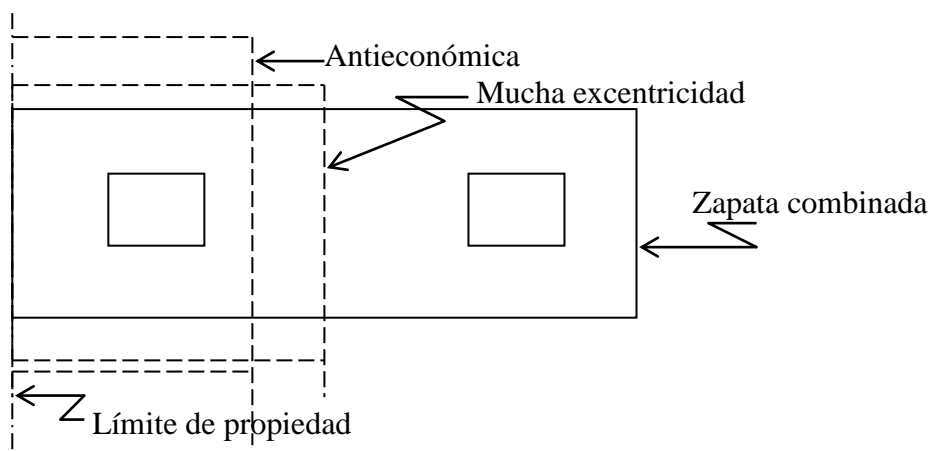 Antieconómica
Mucha excentricidad
Zapata combinada
Límite de propiedad